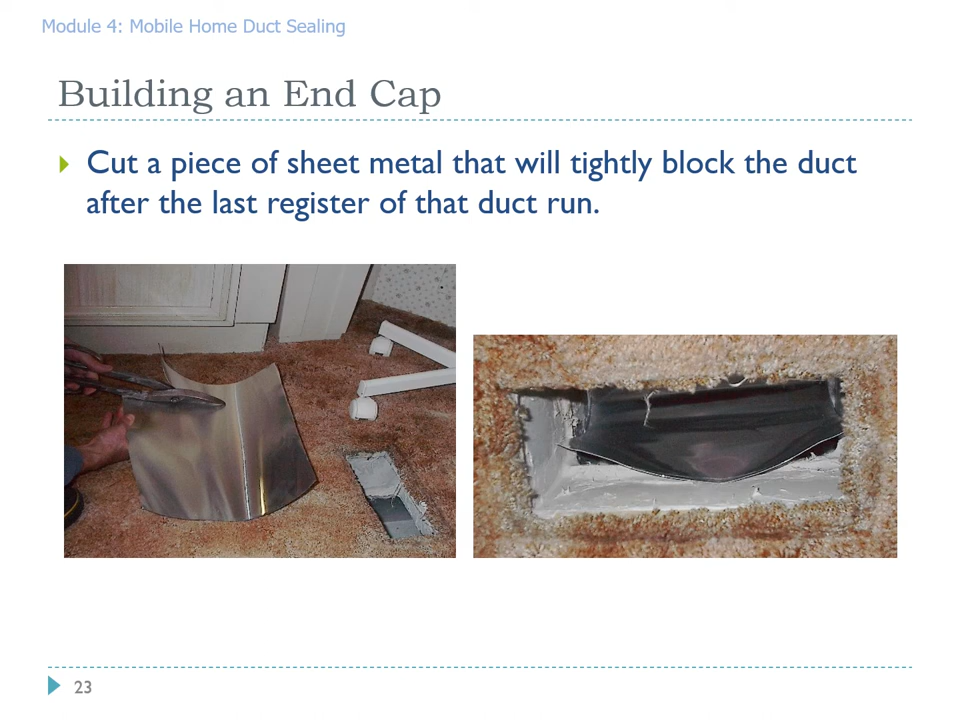 Module 4: Mobile Home Duct Sealing
Building an End Cap
Cut a piece of sheet metal that will tightly block the duct
after the last register of that duct run.
23